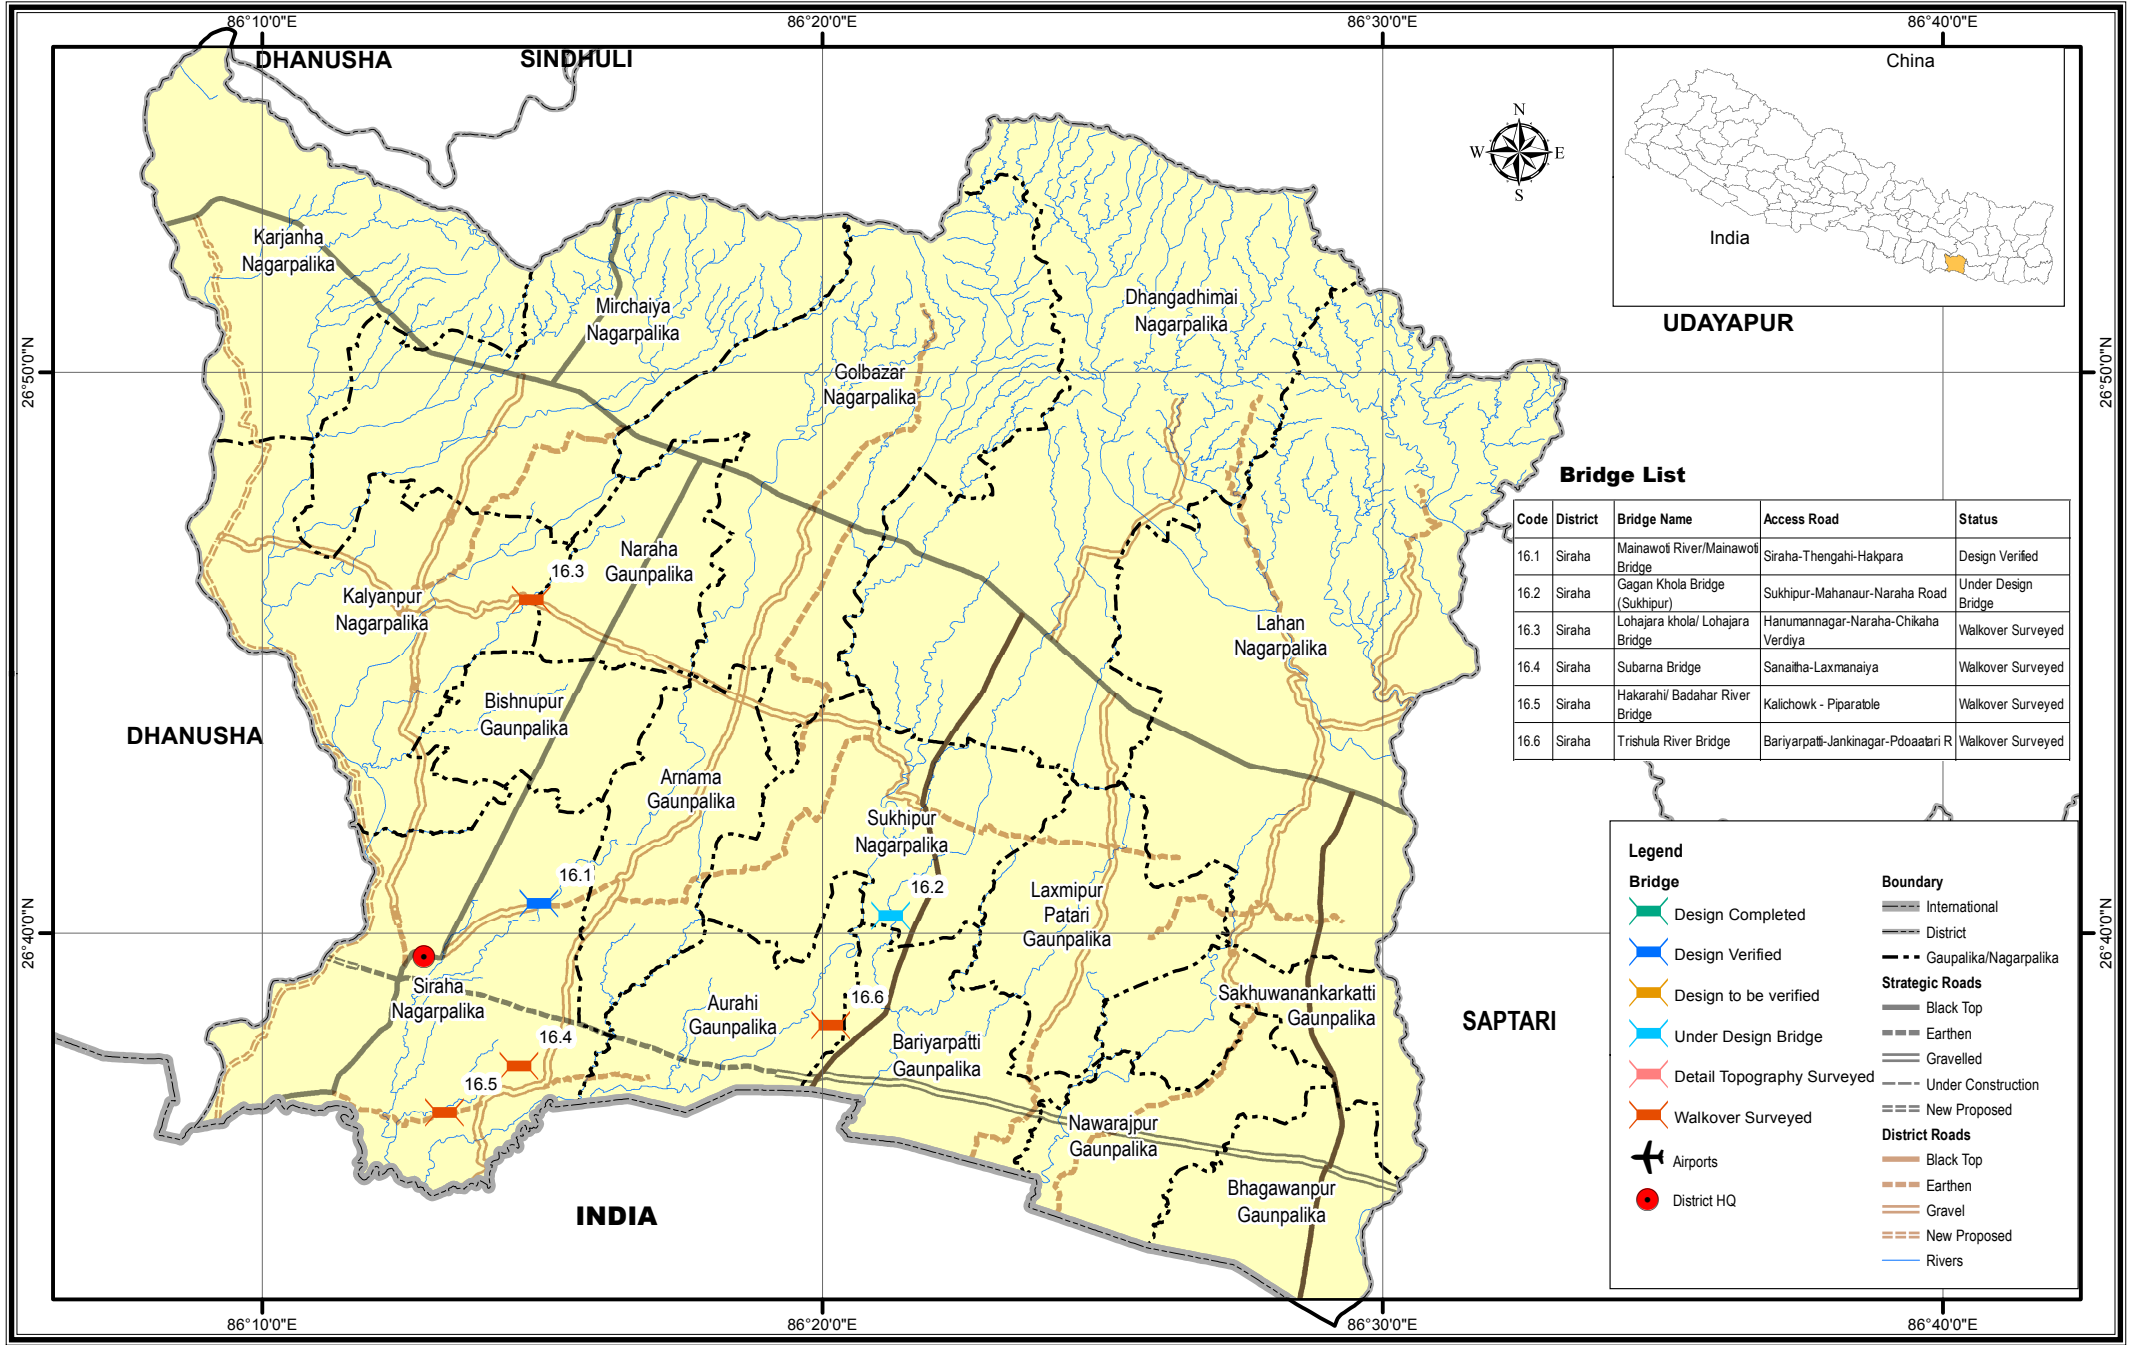 86°10'0"E
86°20'0"E
86°30'0"E
86°40'0"E
DHANUSHA
SINDHULI
China
India
N
W
E
S
UDAYAPUR
Karjanha
Nagarpalika
Mirchaiya
Nagarpalika
Dhangadhimai
Nagarpalika
Golbazar
Nagarpalika
26°50'0"N
26°50'0"N
Naraha
Gaunpalika
16.3
Kalyanpur
Nagarpalika
Lahan
Nagarpalika
Bishnupur
Gaunpalika
DHANUSHA
Arnama
Gaunpalika
Sukhipur
Nagarpalika
16.1
16.2
Laxmipur
Patari
Gaunpalika
26°40'0"N
26°40'0"N
Siraha
Nagarpalika
Aurahi
Gaunpalika
16.6
Sakhuwanankarkatti
Gaunpalika
SAPTARI
16.4
Bariyarpatti
Gaunpalika
16.5
Nawarajpur
Gaunpalika
Bhagawanpur
Gaunpalika
INDIA
Bridge List
Code District Bridge Name Access Road Status
16.1 Siraha Mainawoti River/Mainawoti Bridge Siraha-Thengahi-Hakpara Design Verified
16.2 Siraha Gagan Khola Bridge (Sukhipur) Sukhipur-Mahanaur-Naraha Road Under Design Bridge
16.3 Siraha Lohajara khola/ Lohajara Bridge Hanumannagar-Naraha-Chikaha Verdiya Walkover Surveyed
16.4 Siraha Subarna Bridge Sanaitha-Laxmanaiya Walkover Surveyed
16.5 Siraha Hakarahi/ Badahar River Bridge Kalichowk - Piparatole Walkover Surveyed
16.6 Siraha Trishula River Bridge Bariyarpatti-Jankinagar-Pdoaatari R Walkover Surveyed
Legend
Bridge
Design Completed
Design Verified
Design to be verified
Under Design Bridge
Detail Topography Surveyed
Walkover Surveyed
Airports
District HQ
Boundary
International
District
Gaupalika/Nagarpalika
Strategic Roads
Black Top
Earthen
Gravelled
Under Construction
New Proposed
District Roads
Black Top
Earthen
Gravel
New Proposed
Rivers
86°10'0"E
86°20'0"E
86°30'0"E
86°40'0"E